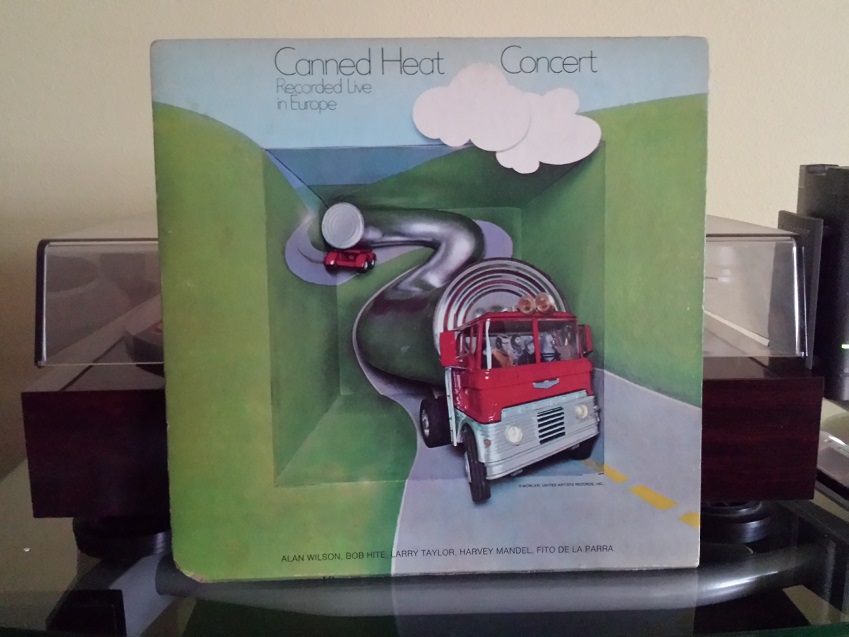 Canned Heat Concert
Recorded Live
in Europe
ALAN WILSON, BOB HITE, LARRY TAYLOR, HARVEY MANDEL, FITO DE LA PARRA